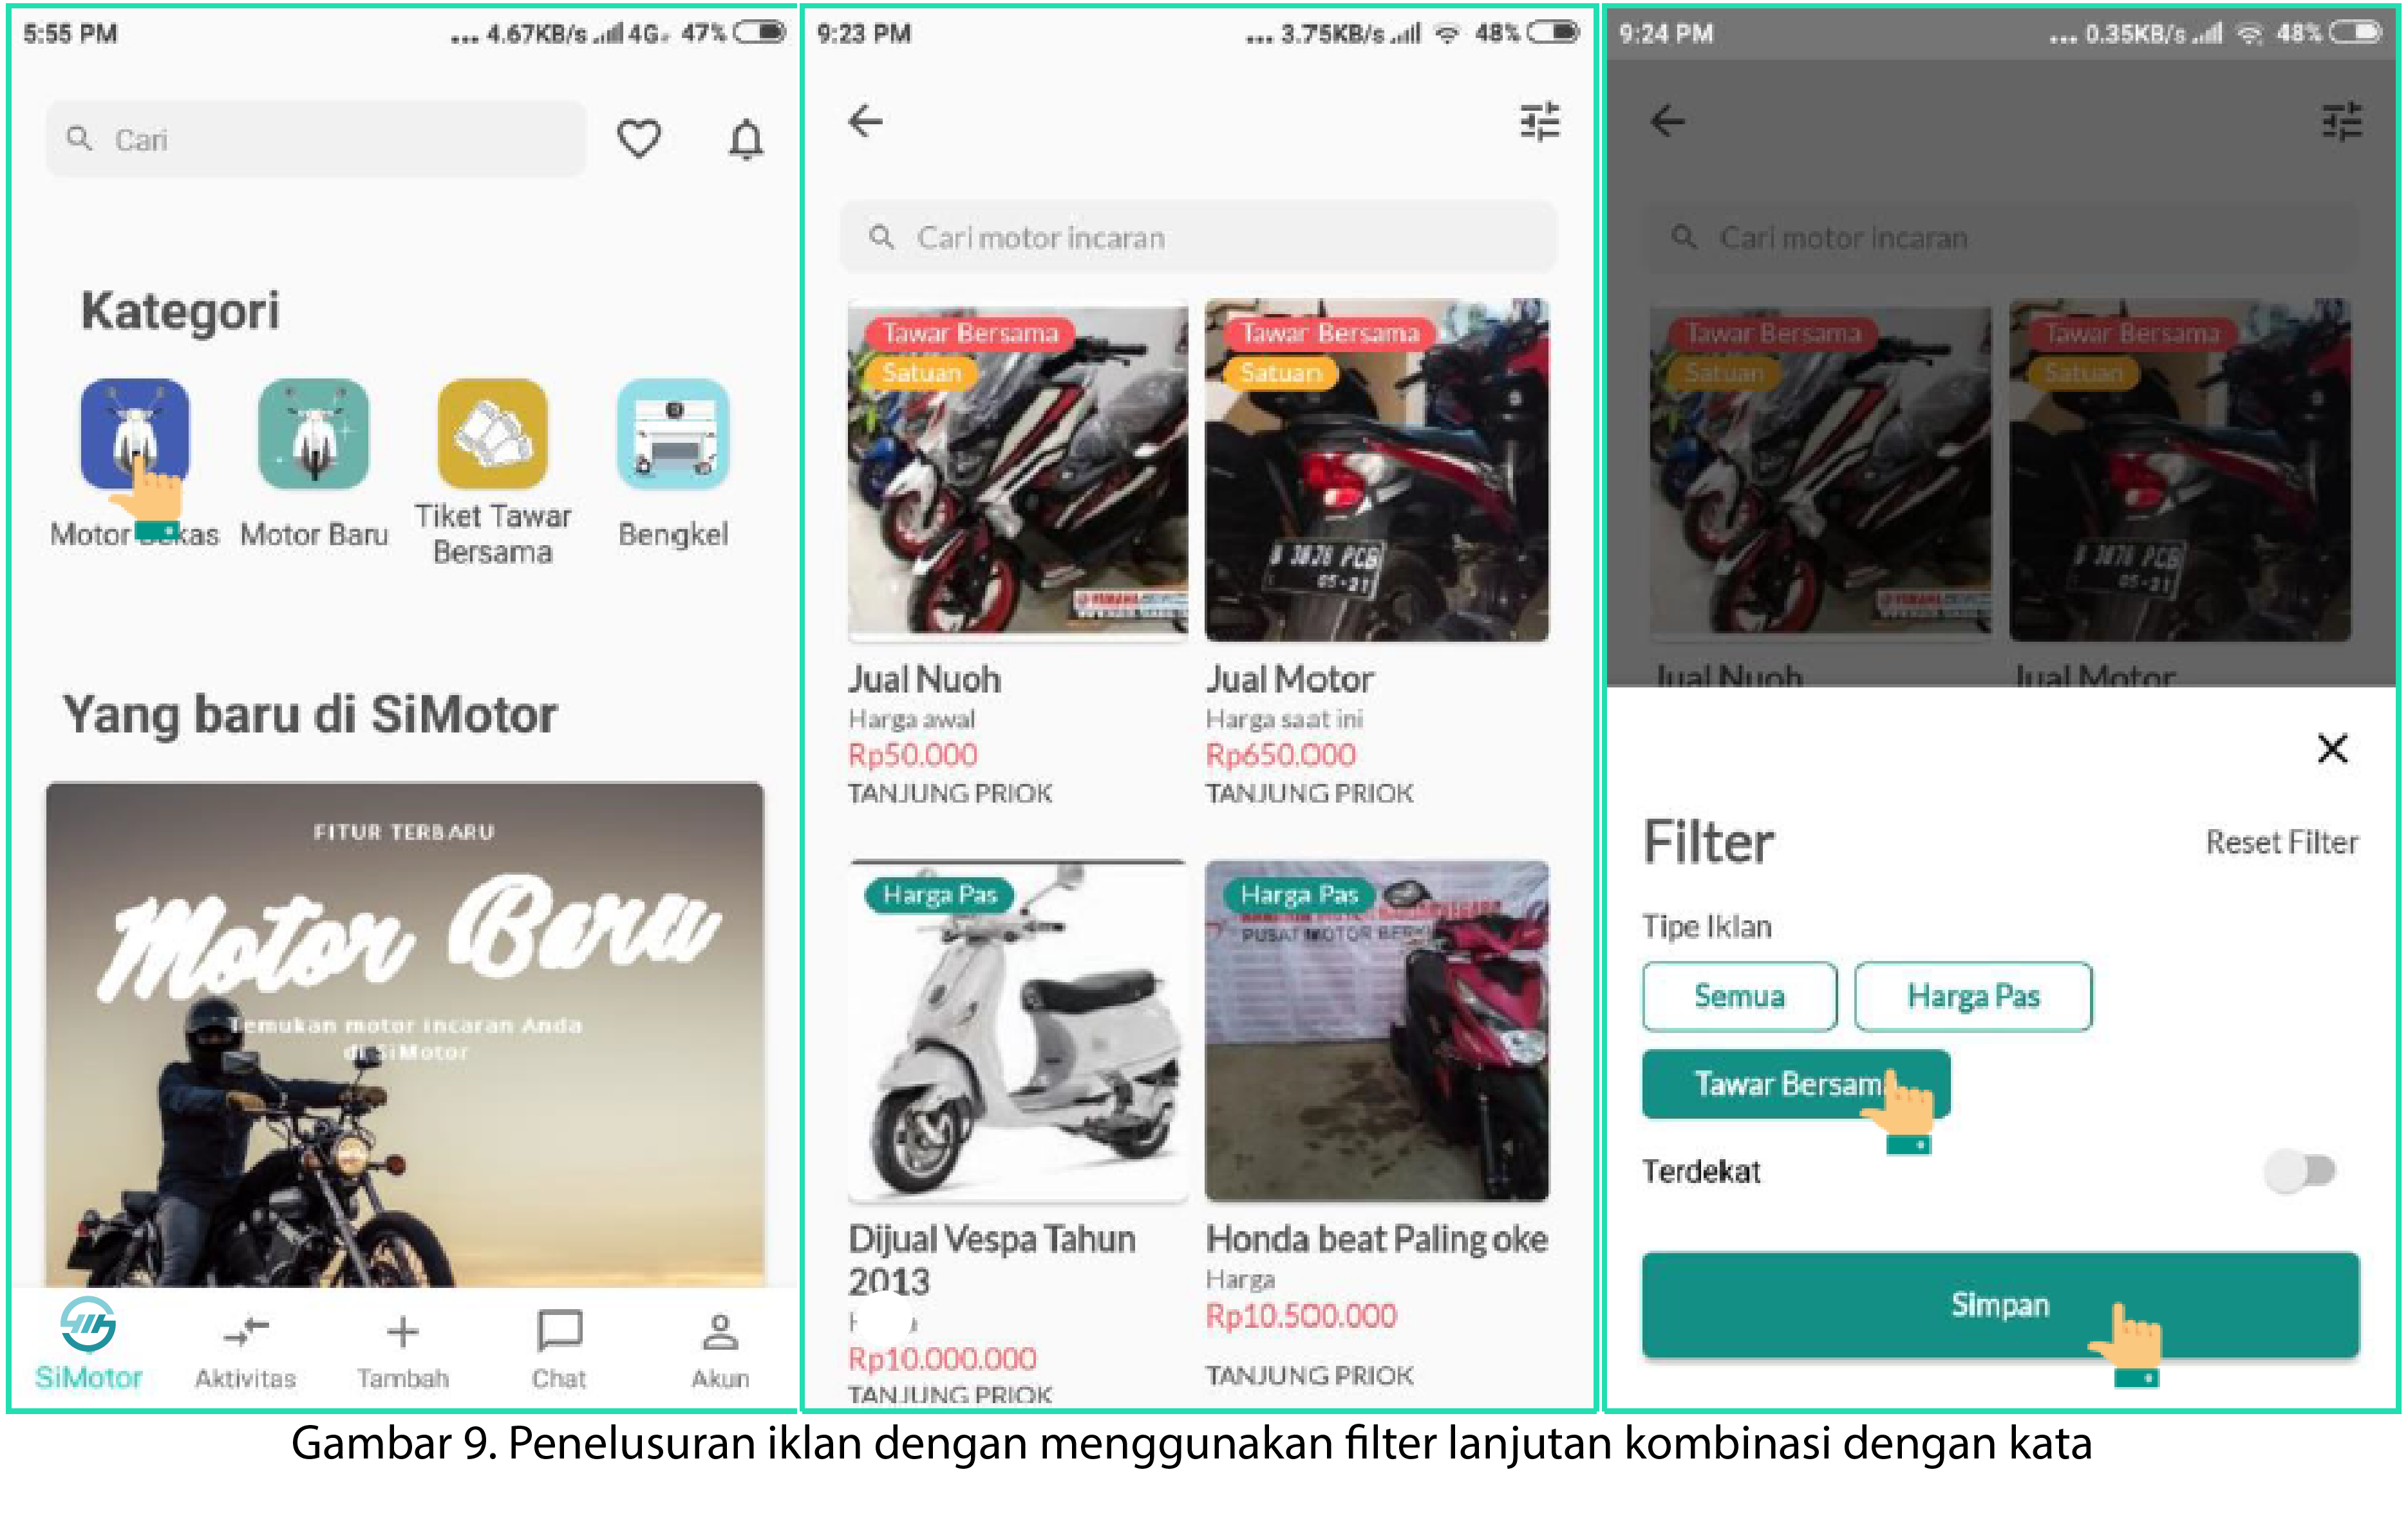 5:55 PM
... 4.67KB/s 4G 47%
Cari
Kategori
Motor kas
Motor Baru
Tiket Tawar
Bersama
Bengkel
Yang baru di SiMotor
FITUR TERBARU
Motor Baru
Temukan motor incaran Anda
di SiMotor
SiMotor
Aktivitas
Tambah
Chat
Akun
9:23 PM
... 3.75KB/s 48%
Cari motor incaran
Tawar Bersama
Satuan
Jual Nuoh
Harga awal
Rp50.000
TANJUNG PRIOK
Tawar Bersama
Satuan
B 3878 PCB
05-21
Jual Motor
Harga saat ini
Rp650.000
TANJUNG PRIOK
Harga Pas
Dijual Vespa Tahun
2013
Rp10.000.000
TANJUNG PRIOK
Harga Pas
PUSAT MOTOR
Honda beat Paling oke
Harga
Rp10.500.000
TANJUNG PRIOK
9:24 PM
... 0.35KB/s 48%
Cari motor incaran
Tawar Bersama
Satuan
Tawar Bersama
Satuan
Jual Nuoh
Jual Motor
Filter
Reset Filter
Tipe Iklan
Semua
Harga Pas
Tawar Bersam
Terdekat
Simpan
Gambar 9. Penelusuran iklan dengan menggunakan filter lanjutan kombinasi dengan kata